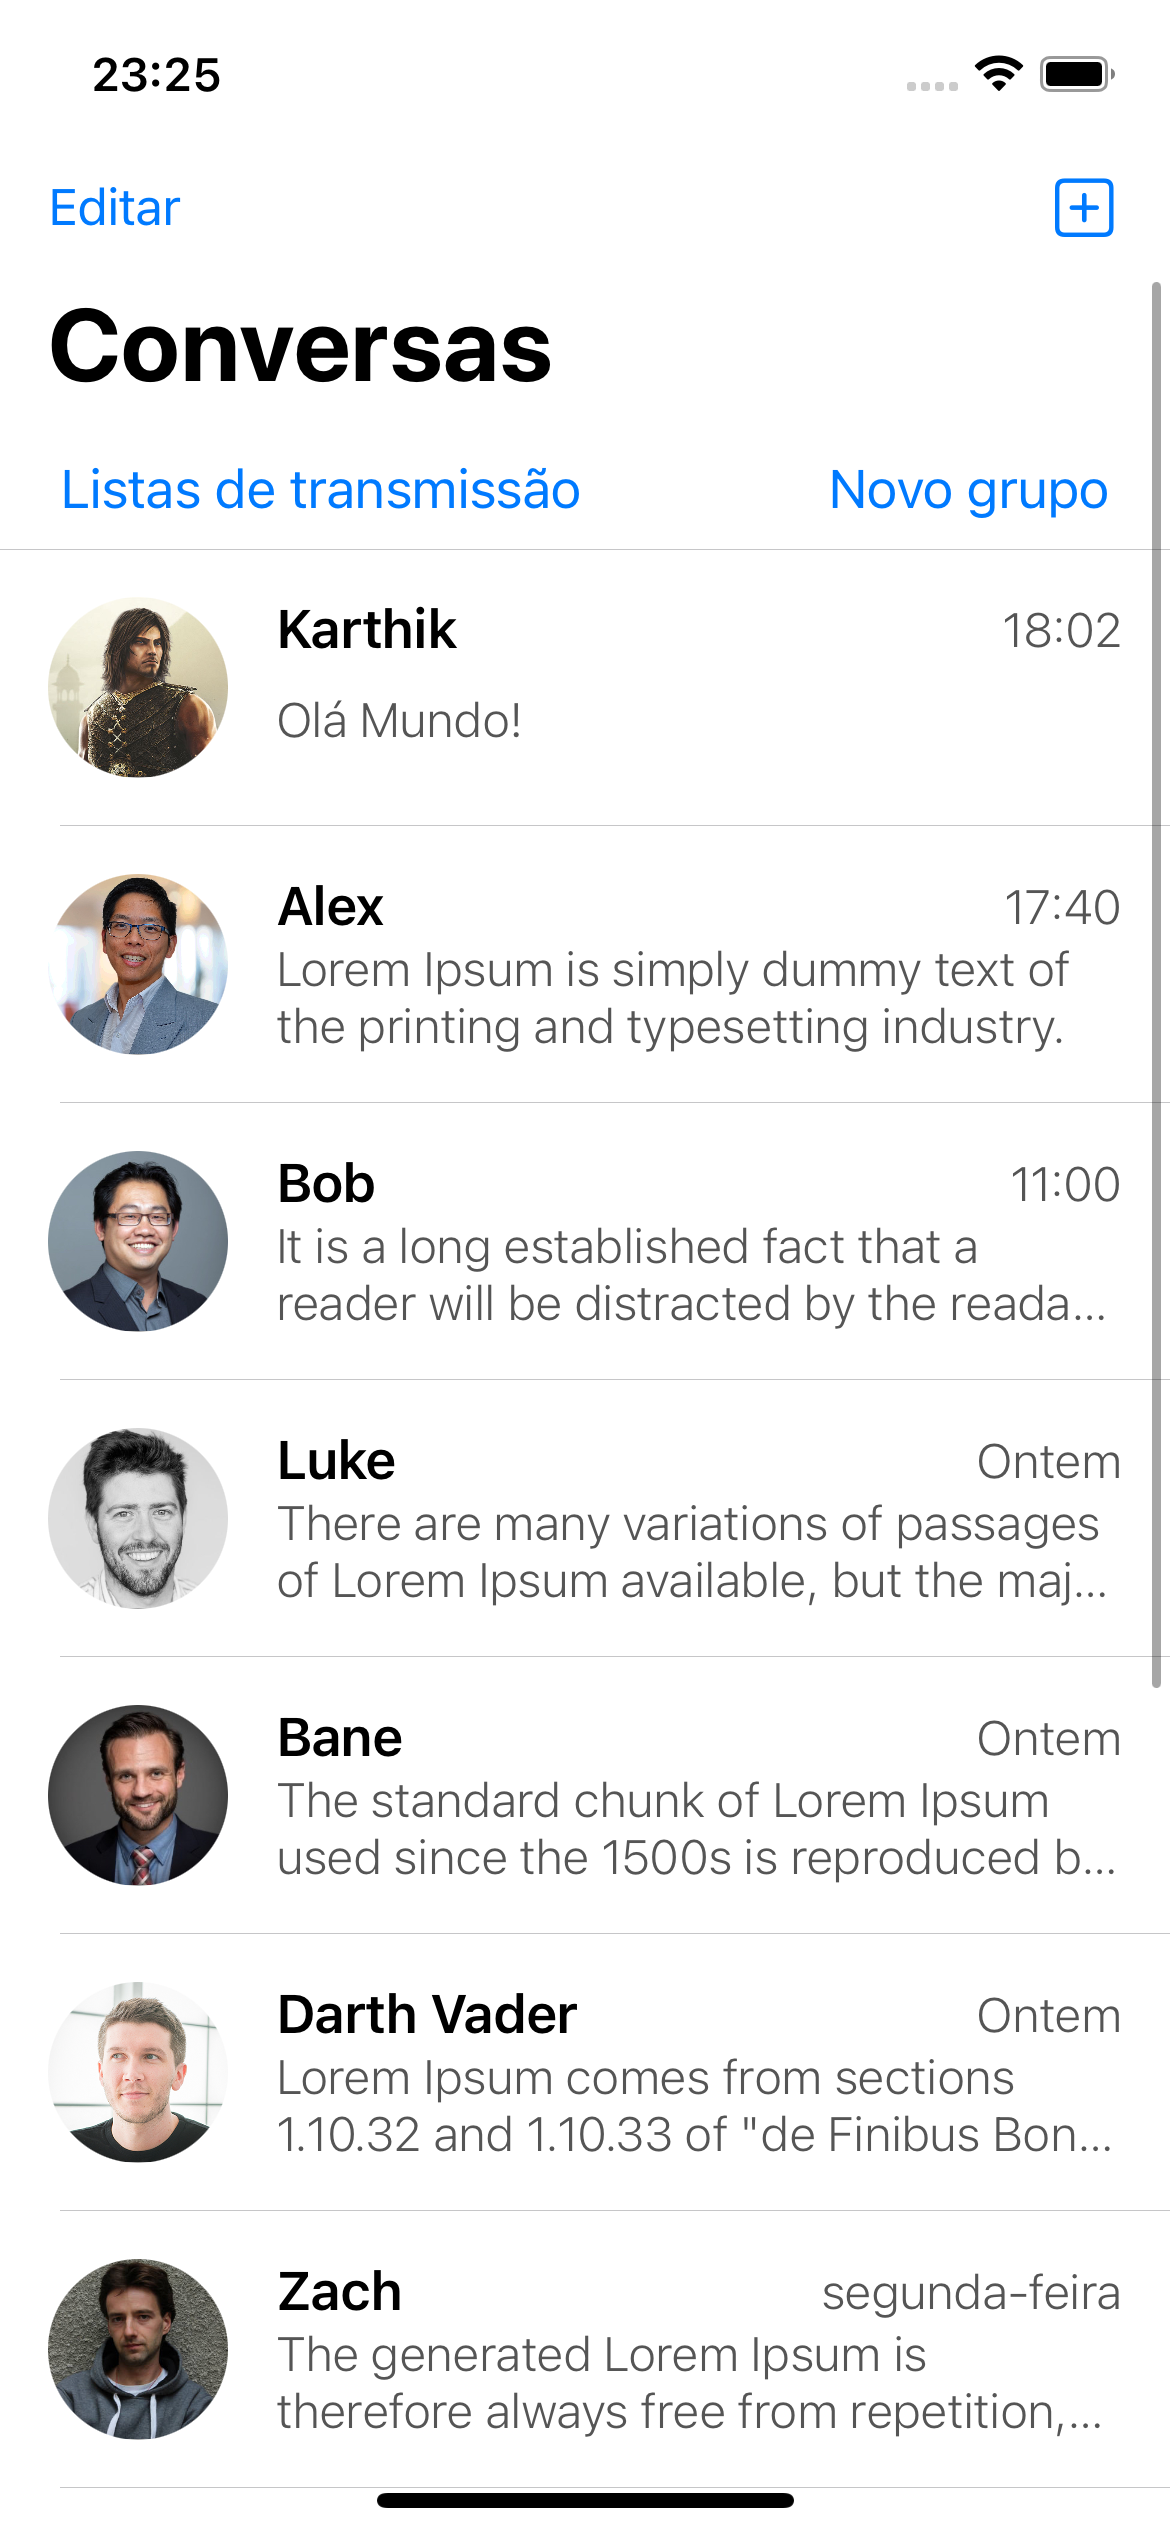 23:25
Editar
Conversas
Listas de transmissão
Novo grupo
Karthik
18:02
Olá Mundo!
Alex
17:40
Lorem Ipsum is simply dummy text of
the printing and typesetting industry.
Bob
11:00
It is a long established fact that a
reader will be distracted by the reada...
Luke
Ontem
There are many variations of passages
of Lorem Ipsum available, but the maj...
Bane
Ontem
The standard chunk of Lorem Ipsum
used since the 1500s is reproduced b...
Darth Vader
Ontem
Lorem Ipsum comes from sections
1.10.32 and 1.10.33 of "de Finibus Bon...
Zach
segunda-feira
The generated Lorem Ipsum is
therefore always free from repetition,...